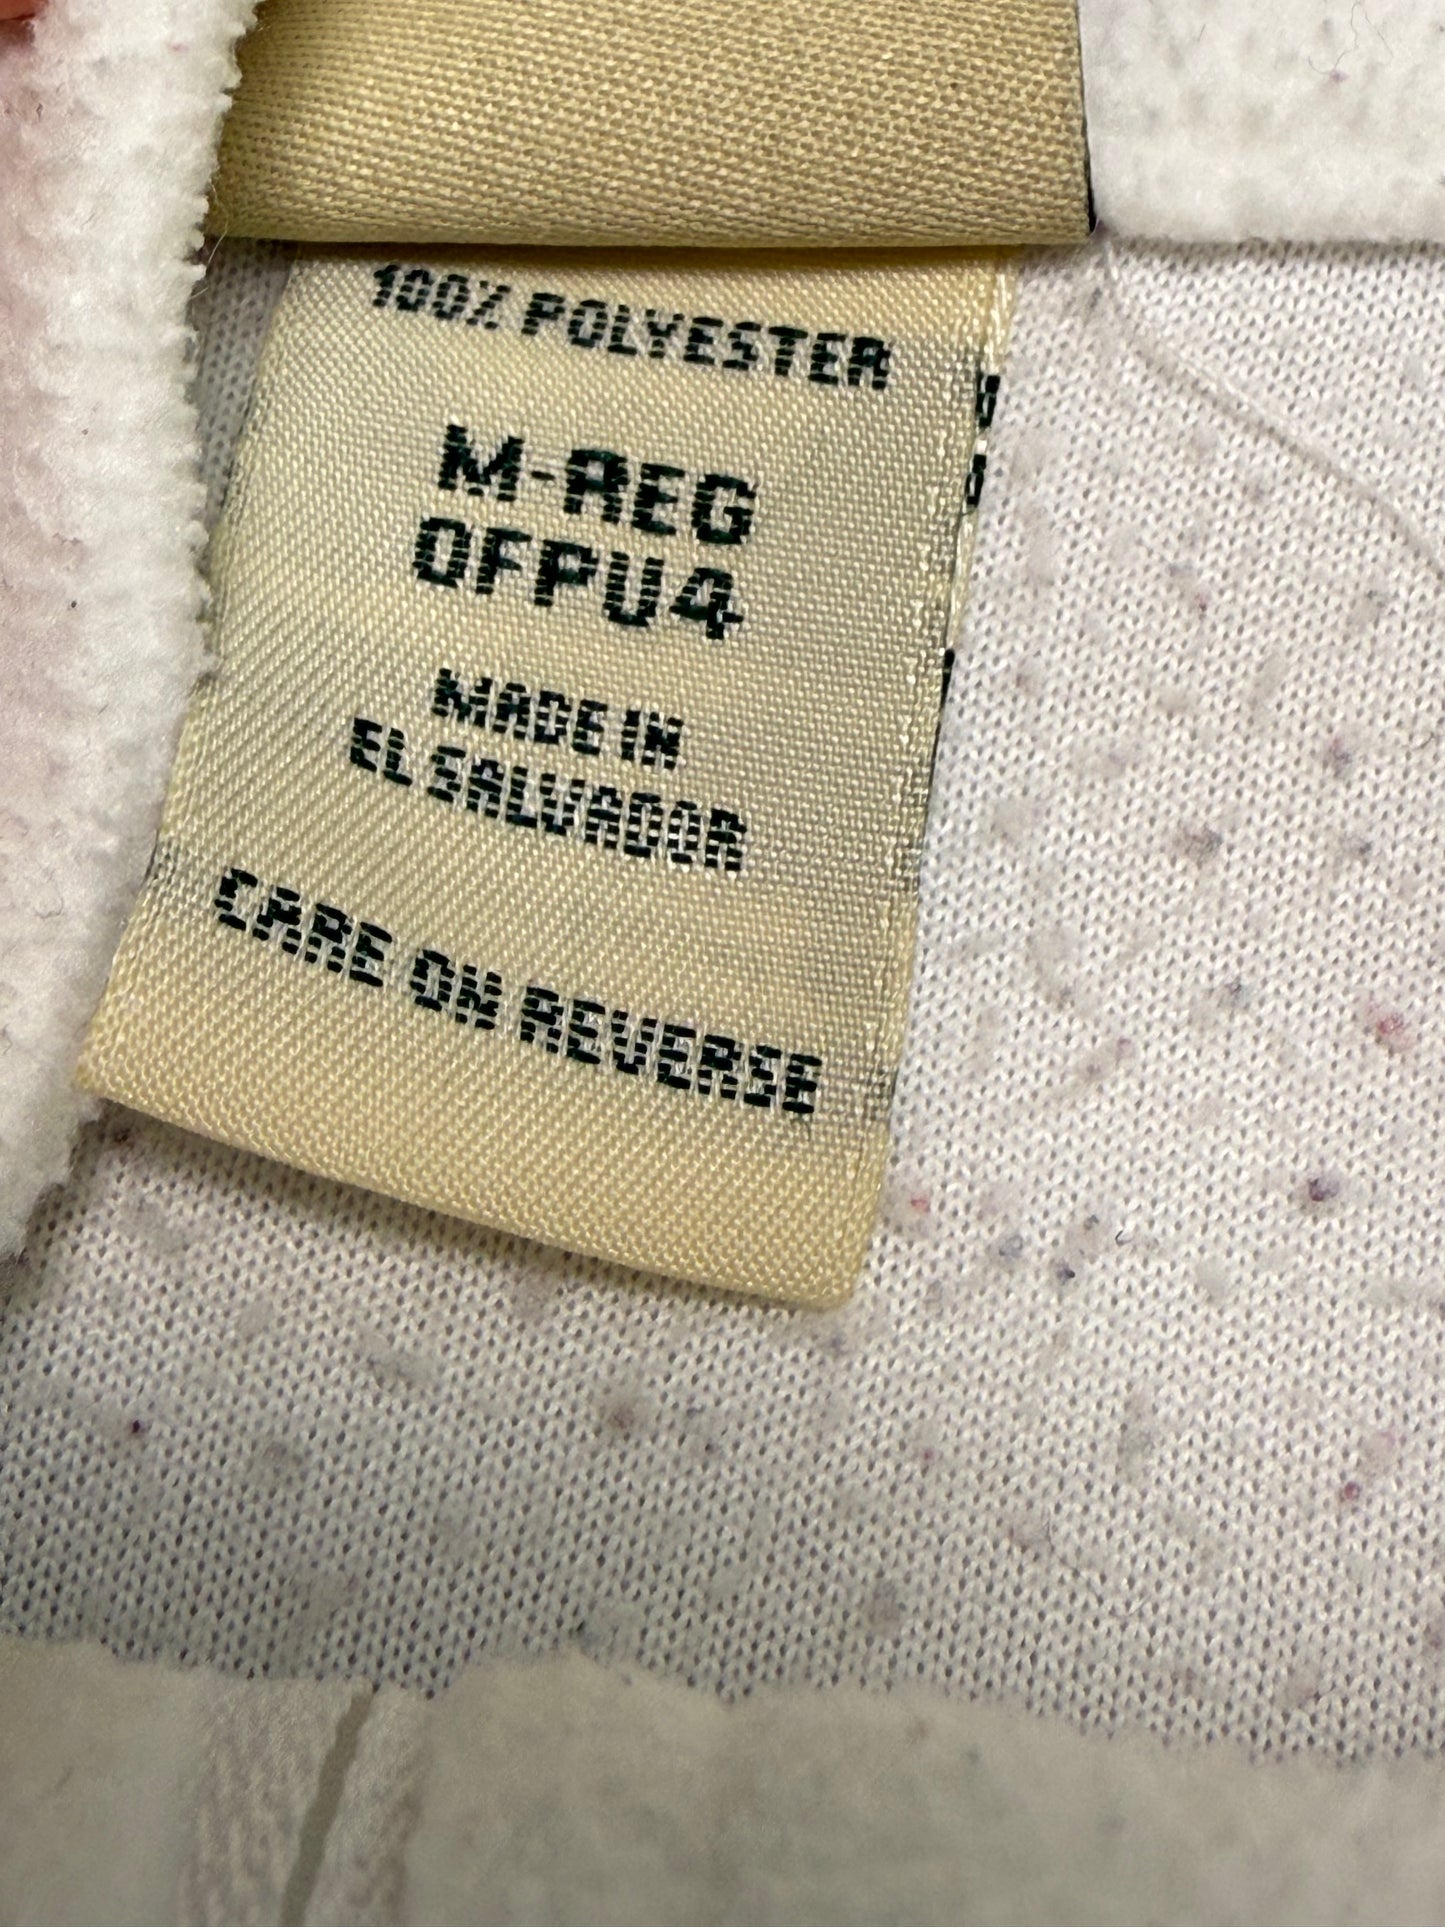 100% POLYESTER
M-REG
0FPU4
MADE IN
EL SALVADOR
CARE ON REVERSE